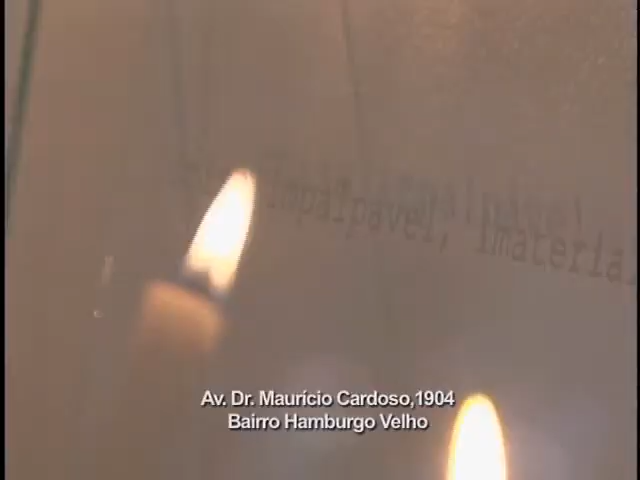 impalpável, imaterial
Av. Dr. Maurício Cardoso,1904
Bairro Hamburgo Velho